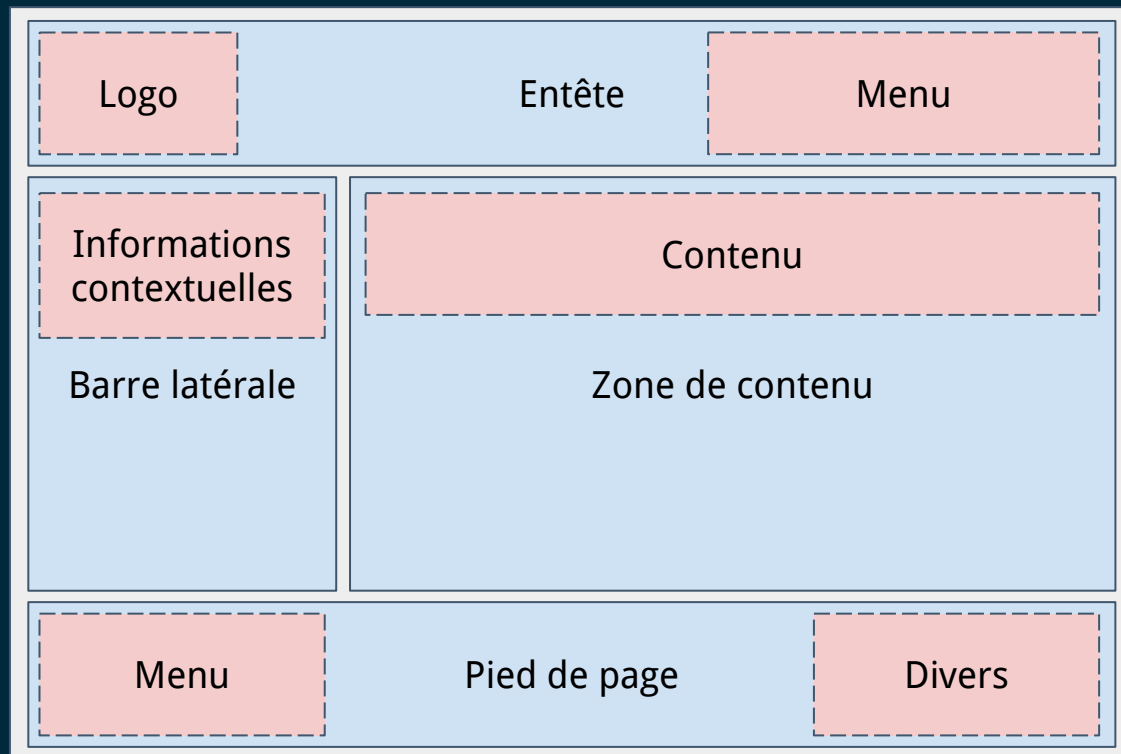 Logo
Entête
Menu
Informations
contextuelles
Contenu
Barre latérale
Zone de contenu
Menu
Pied de page
Divers